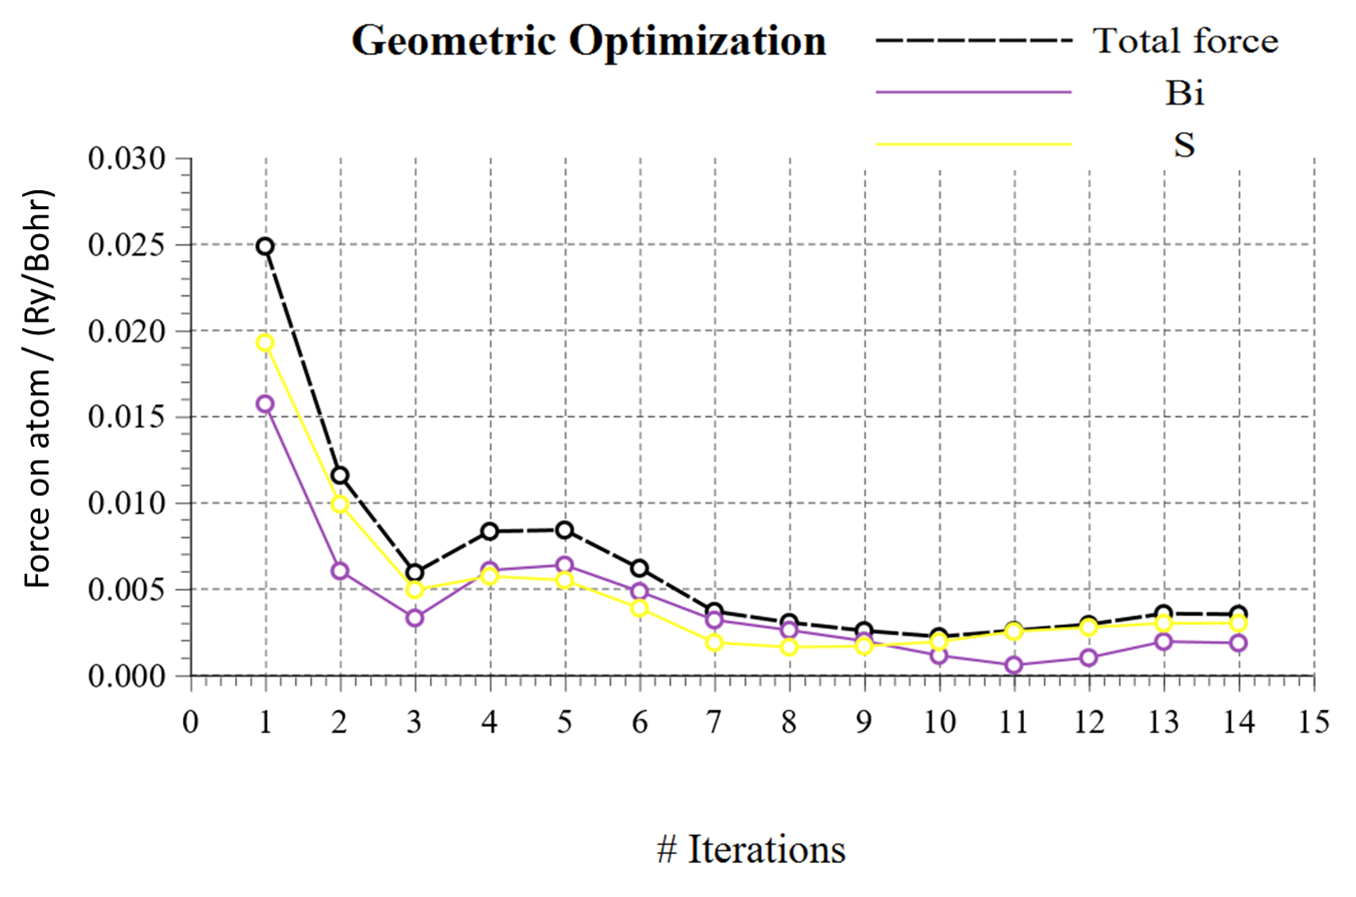 Geometric Optimization
Total force
Bi
S
Force on atom / (Ry/Bohr)
0.030
0.025
0.020
0.015
0.010
0.005
0.000
0 1 2 3 4 5 6 7 8 9 10 11 12 13 14 15
# Iterations